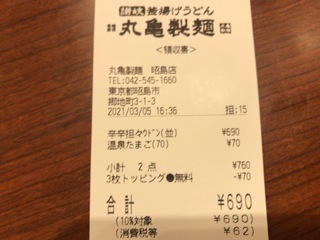 讃岐釜揚げうどん
丸亀製麺
<領収書>
丸亀製麺 昭島店
TEL:042-545-1660
東京都昭島市
郷地町3-1-3
2021/03/05 16:36 担:15
辛辛担々ウドン(並) ¥690
温泉たまご(70) ¥70
小計 2点 ¥760
3枚トッピング●無料 -¥70
合計 ¥690
(10%対象 ¥690)
(消費税等 ¥62)